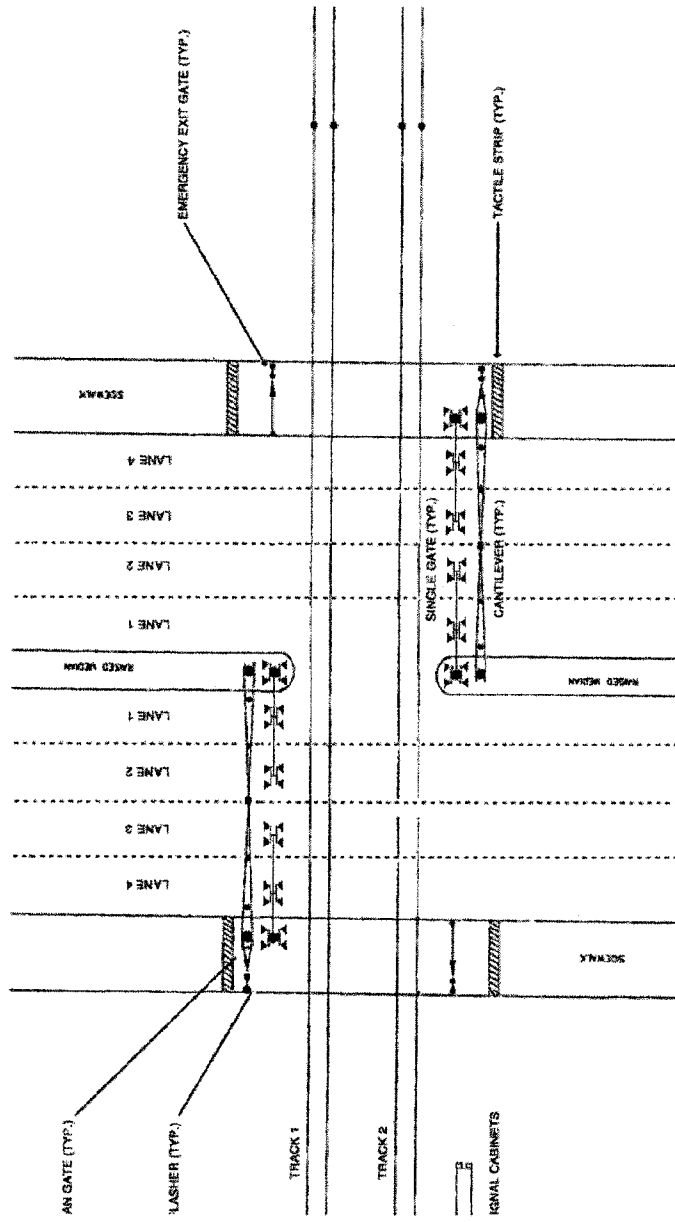 EMERGENCY EXIT GATE (TYP.)
TACTILE STRIP (TYP.)
SIDEWALK
LANE 4
LANE 3
LANE 2
LANE 1
SINGLE GATE (TYP.)
CANTILEVER (TYP.)
RAISED MEDIAN
RAISED MEDIAN
LANE 1
LANE 2
LANE 3
LANE 4
SIDEWALK
AN GATE (TYP.)
LASHER (TYP.)
TRACK 1
TRACK 2
IGNAL CABINETS